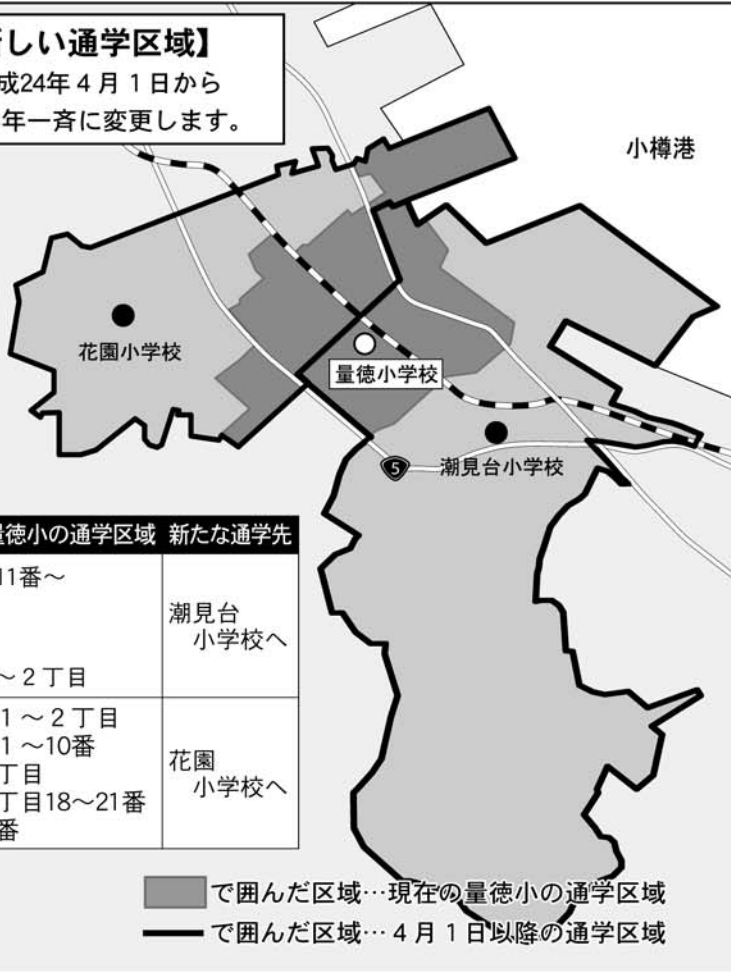 しい通学区域】
成24年４月１日から
年一斉に変更します。
小樽港
花園小学校
量徳小学校
5
潮見台小学校
量徳小の通学区域 新たな通学先
11番～
～２丁目
潮見台
小学校へ
１～２丁目
１～10番
丁目
丁目18～21番
番
花園
小学校へ
で囲んだ区域…現在の量徳小の通学区域
で囲んだ区域…４月１日以降の通学区域